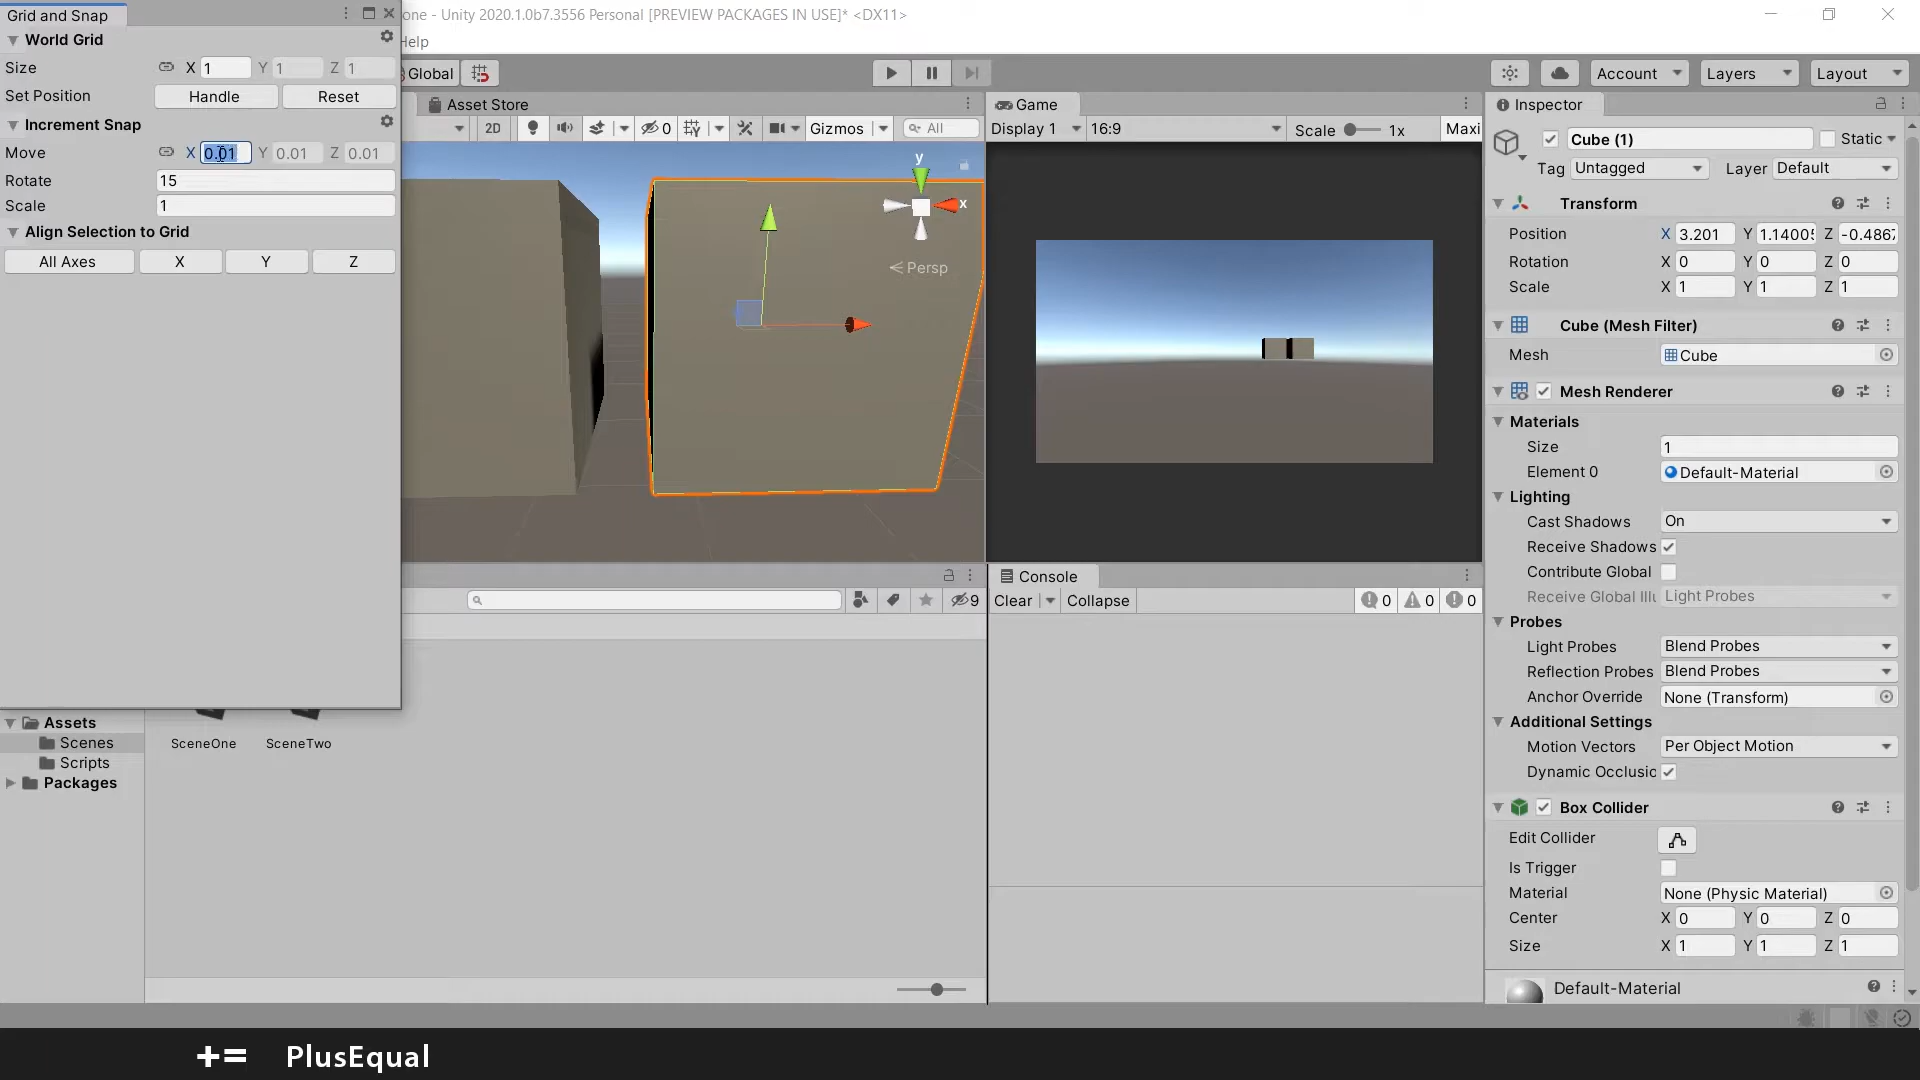 Grid and Snap
one - Unity 2020.1.0b7.3556 Personal [PREVIEW PACKAGES IN USE]* <DX11>
World Grid
Help
Size X 1 Y 1 Z 1
Global
Account
Layers
Layout
Set Position Handle Reset
Asset Store
Game
Inspector
Increment Snap
2D
0
Gizmos
All
Display 1
16:9
Scale
1x
Maxi
Cube (1)
Static
Move X 0.01 Y 0.01 Z 0.01
Tag Untagged
Layer Default
Rotate 15
Scale 1
y
x
Persp
Transform
Align Selection to Grid
All Axes X Y Z
Position X 3.201 Y 1.1400 Z -0.486
Rotation X 0 Y 0 Z 0
Scale X 1 Y 1 Z 1
Cube (Mesh Filter)
Mesh Cube
Mesh Renderer
Materials
Size 1
Element 0 Default-Material
Lighting
Cast Shadows On
Receive Shadows
Contribute Global
Receive Global Illu Light Probes
Probes
Light Probes Blend Probes
Reflection Probes Blend Probes
Anchor Override None (Transform)
Additional Settings
Motion Vectors Per Object Motion
Dynamic Occlusio
Box Collider
Edit Collider
Is Trigger
Material None (Physic Material)
Center X 0 Y 0 Z 0
Size X 1 Y 1 Z 1
Default-Material
Console
9
Clear
Collapse
0 0 0
Assets
Scenes
Scripts
Packages
SceneOne
SceneTwo
+= PlusEqual